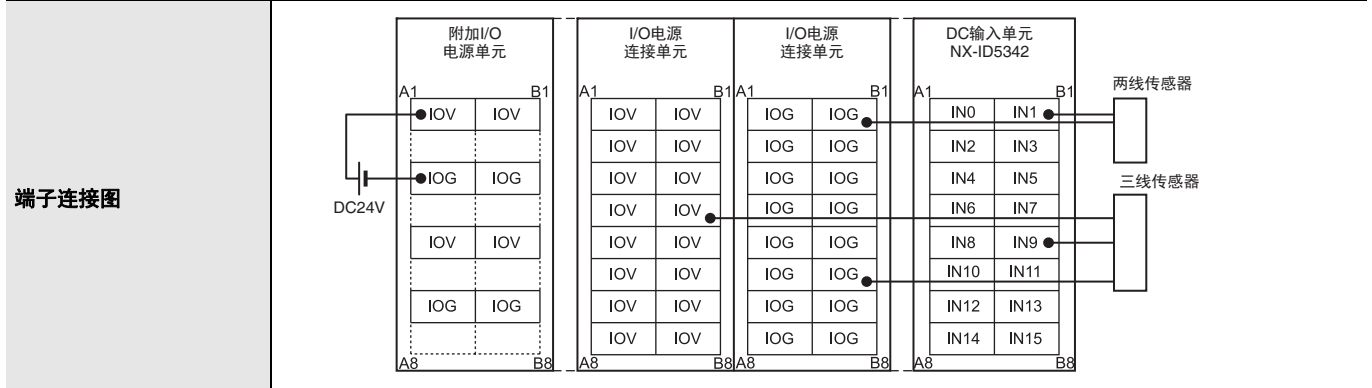 端子连接图
附加I/O
电源单元
I/O电源
连接单元
I/O电源
连接单元
DC输入单元
NX-ID5342
两线传感器
三线传感器
DC24V
A1 B1 A1 B1 A1 B1 A1 B1
IOV IOV IOV IOV IOG IOG IN0 IN1
IOV IOV IOG IOG IN2 IN3
IOG IOG IOV IOV IOG IOG IN4 IN5
IOV IOV IOG IOG IN6 IN7
IOV IOV IOV IOV IOG IOG IN8 IN9
IOV IOV IOG IOG IN10 IN11
IOG IOG IOV IOV IOG IOG IN12 IN13
IOV IOV IOG IOG IN14 IN15
A8 B8 A8 B8 A8 B8 A8 B8